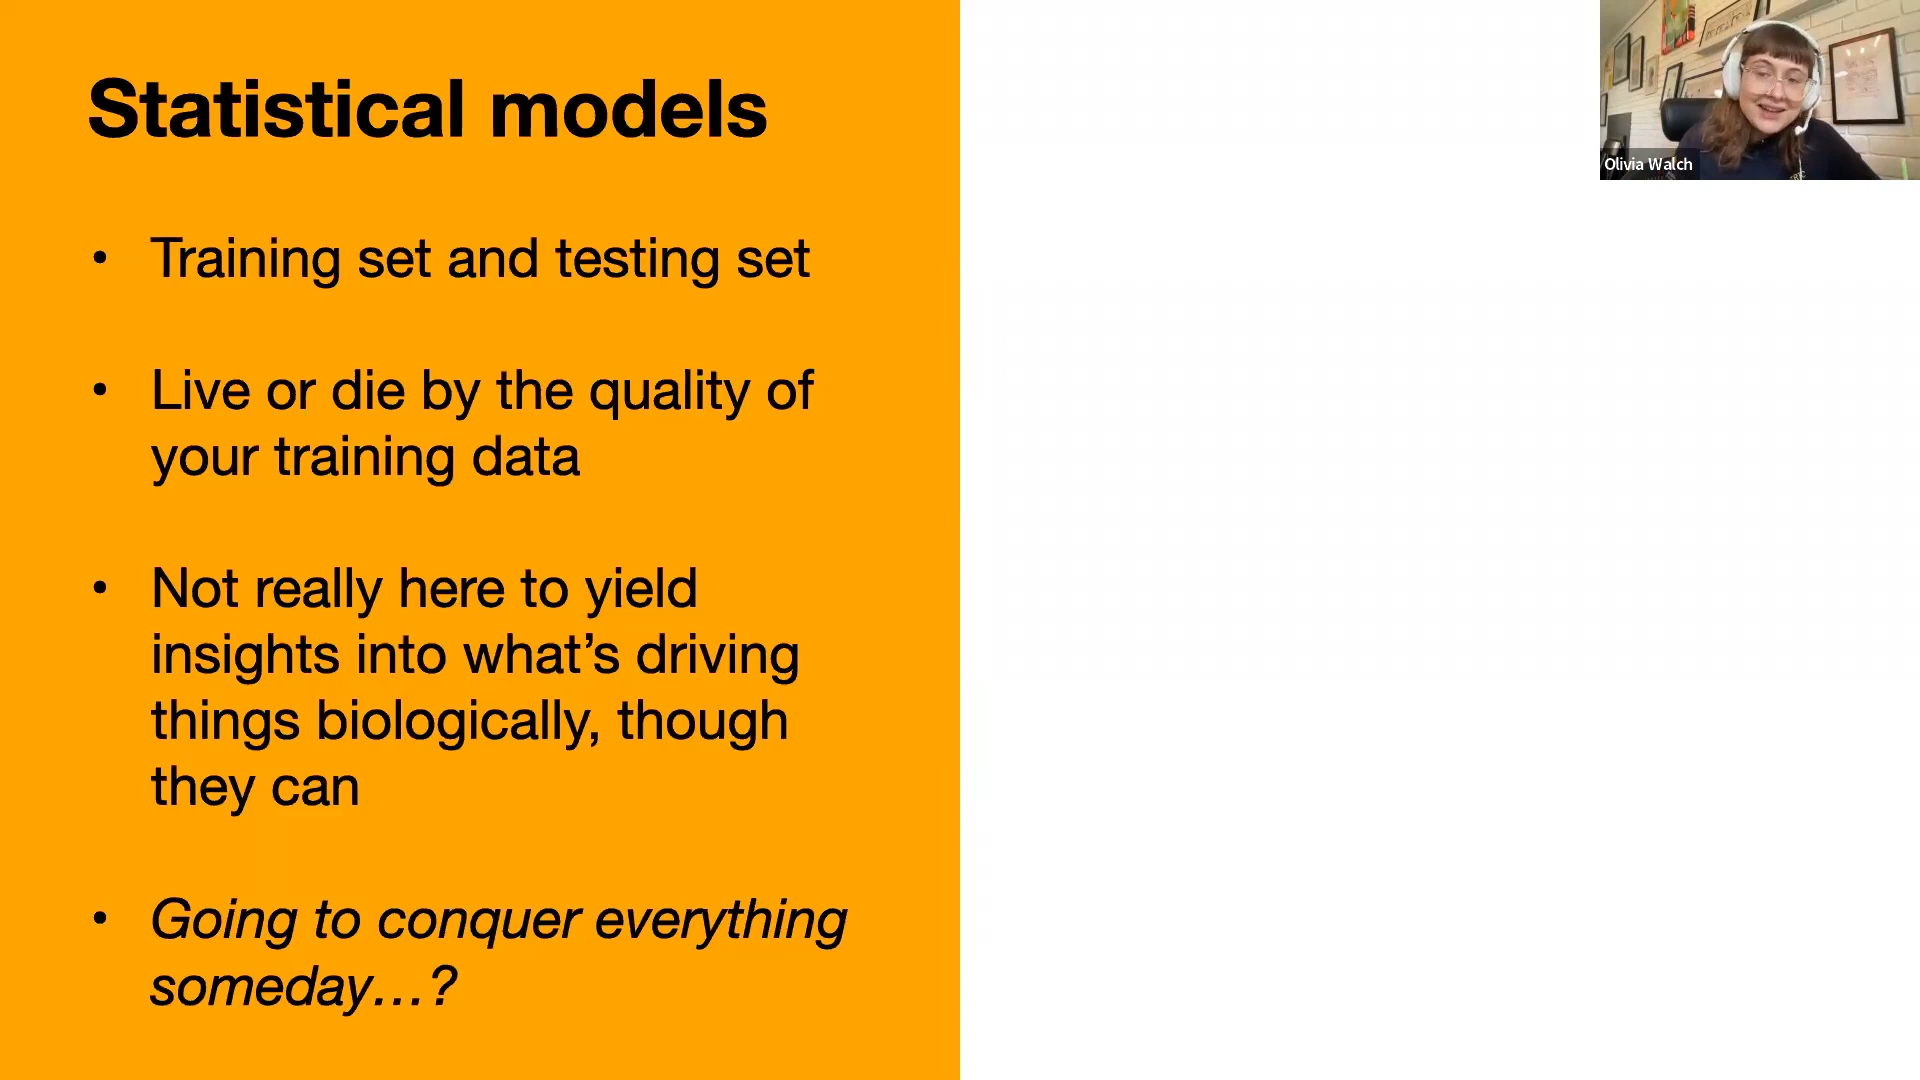 Statistical models
• Training set and testing set
• Live or die by the quality of
your training data
• Not really here to yield
insights into what’s driving
things biologically, though
they can
• Going to conquer everything
someday…?
Olivia Walch